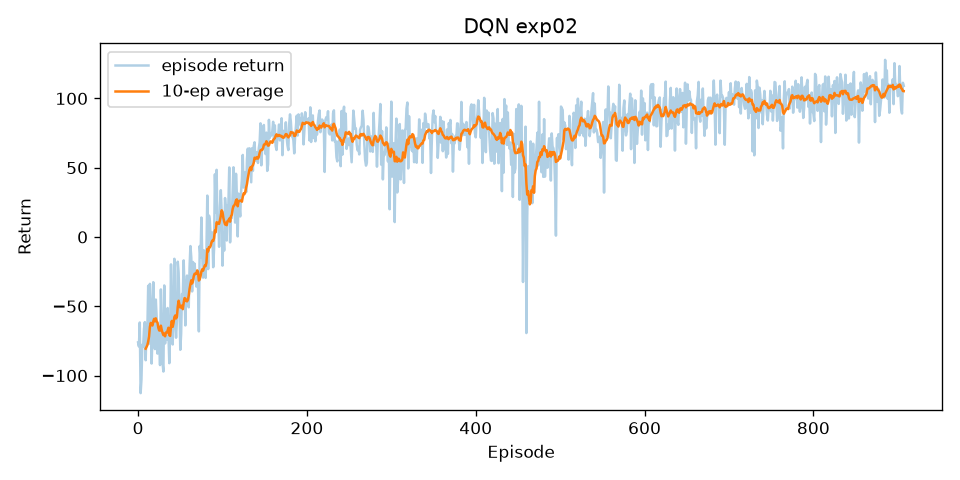 DQN exp02
episode return
10-ep average
Return
100
50
0
−50
−100
0 200 400 600 800
Episode